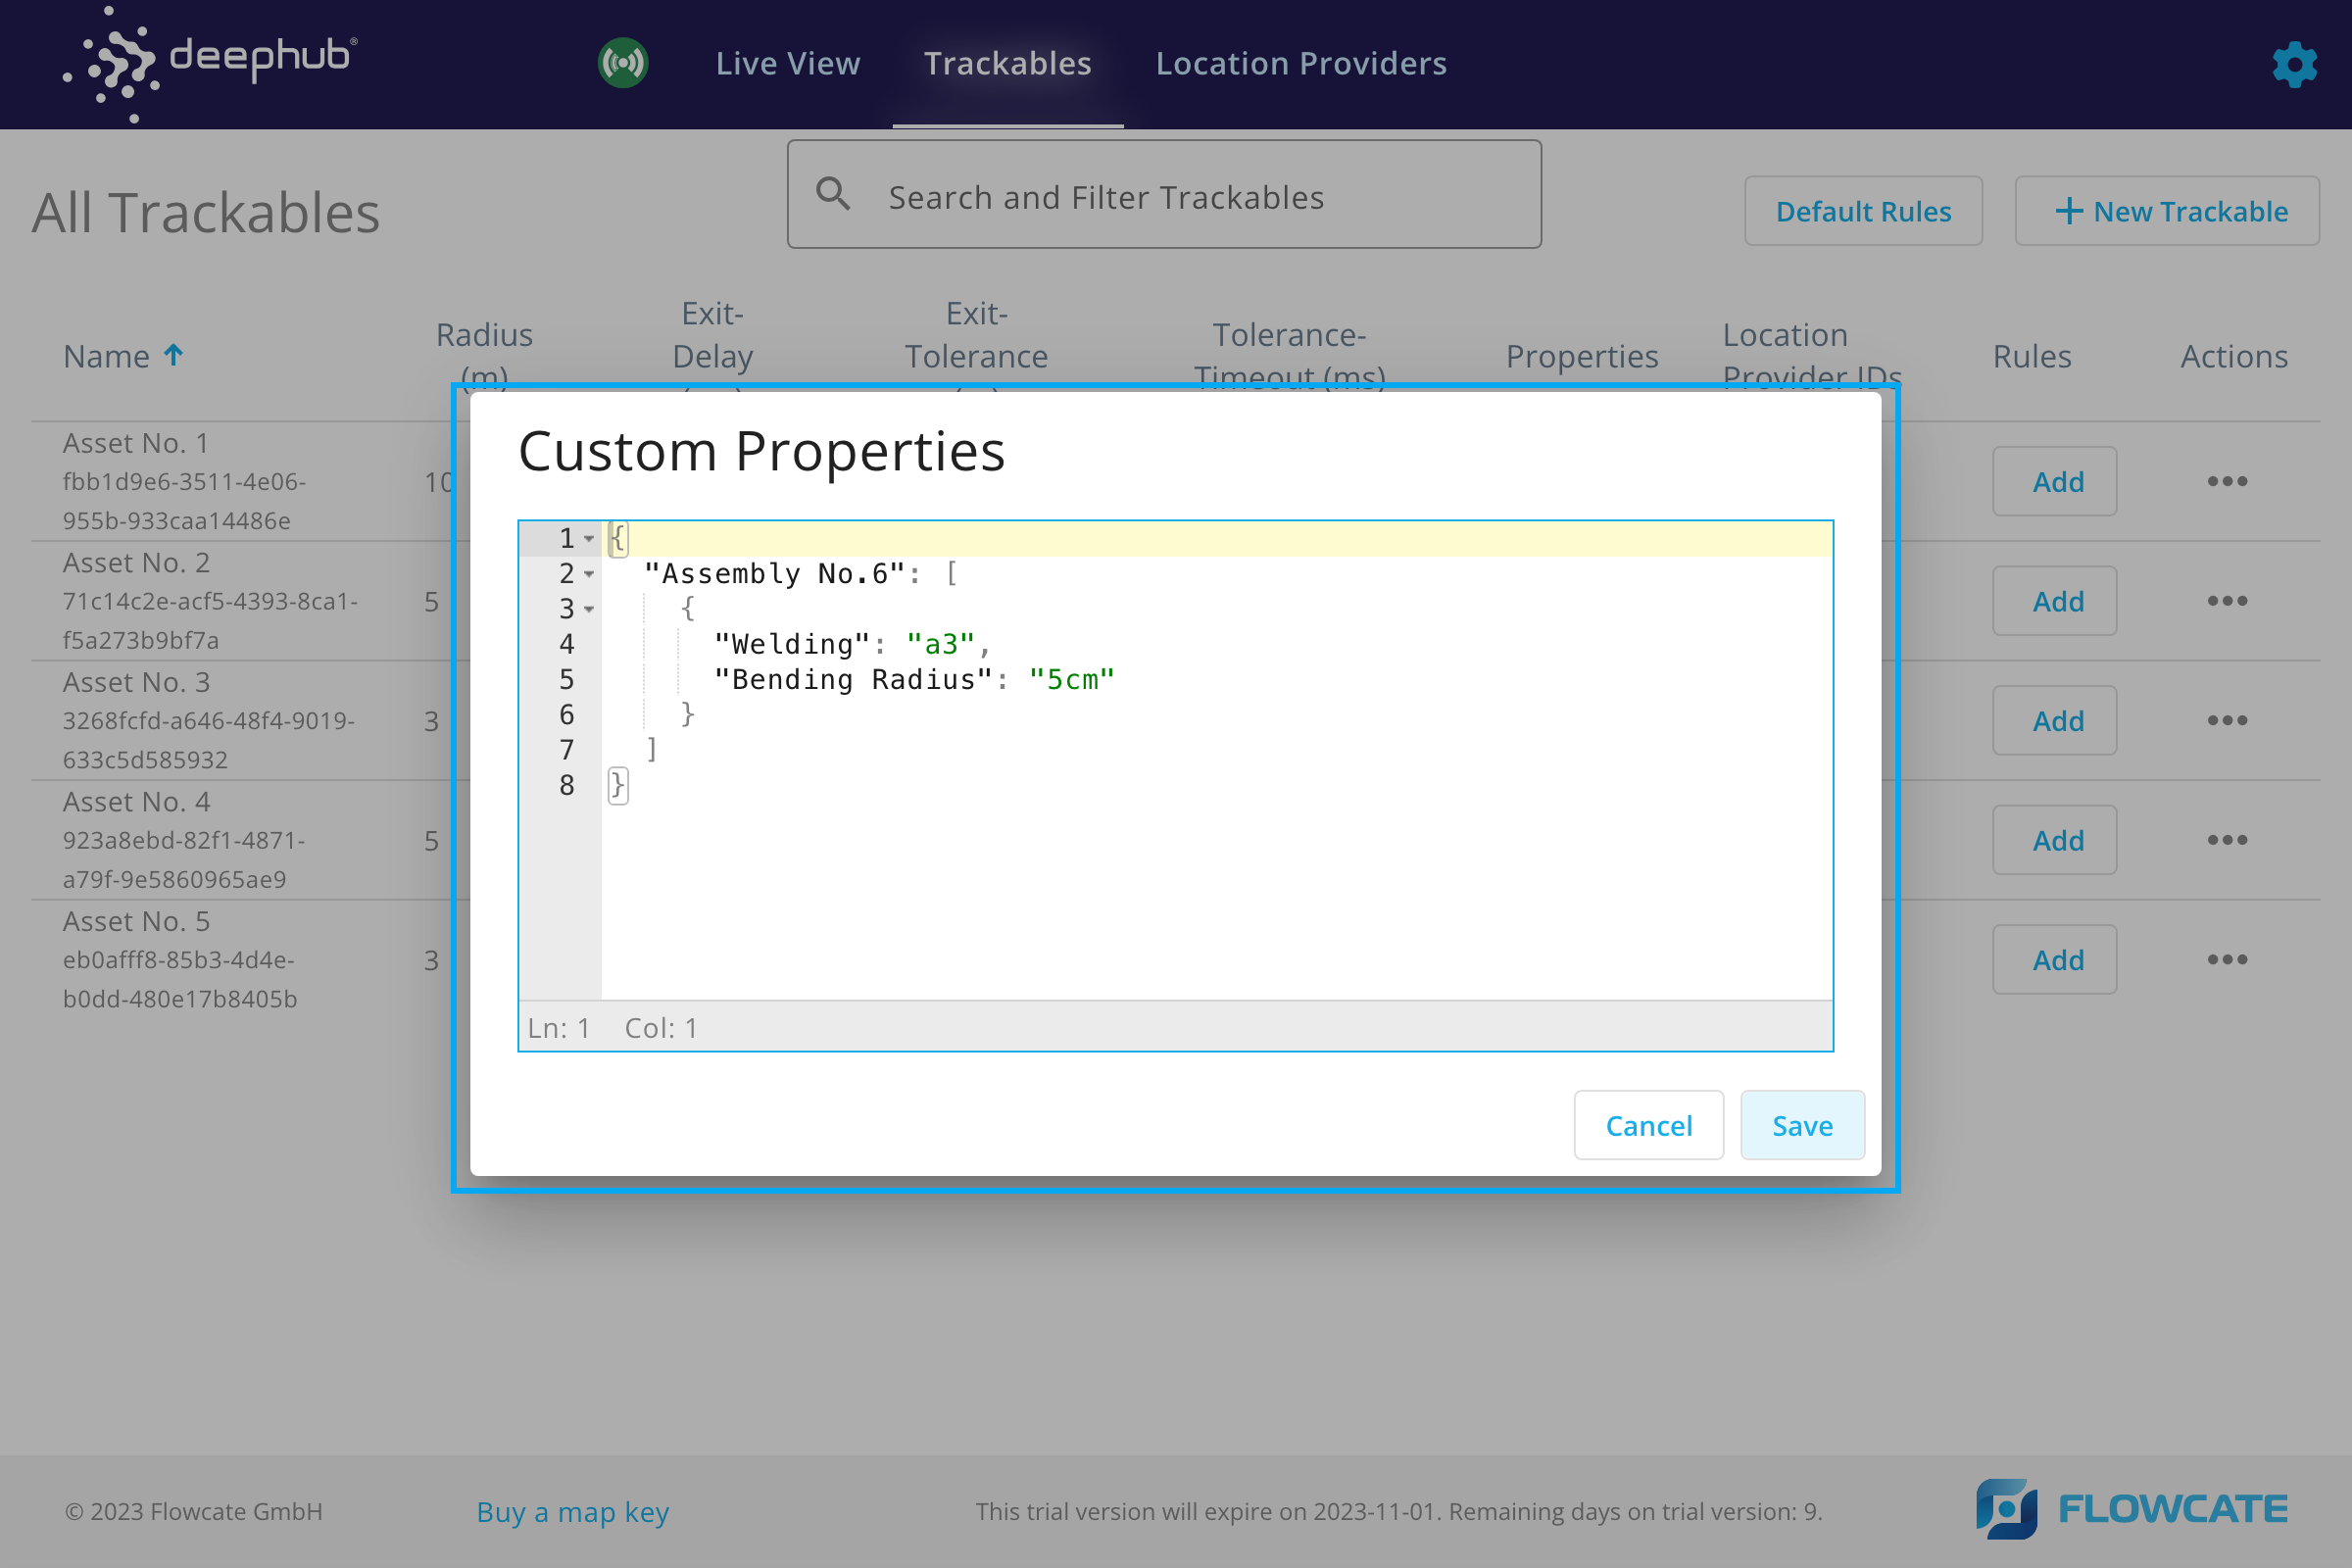 deephub®
Live View
Trackables
Location Providers
All Trackables
Search and Filter Trackables
Default Rules
+ New Trackable
Name ↑
Radius
(m)
Exit-
Delay
Exit-
Tolerance
Tolerance-
Timeout (ms)
Properties
Location
Provider IDs
Rules
Actions
Asset No. 1
fbb1d9e6-3511-4e06-
955b-933caa14486e
10
Add
Asset No. 2
71c14c2e-acf5-4393-8ca1-
f5a273b9bf7a
5
Add
Asset No. 3
3268fcfd-a646-48f4-9019-
633c5d585932
3
Add
Asset No. 4
923a8ebd-82f1-4871-
a79f-9e5860965ae9
5
Add
Asset No. 5
eb0afff8-85b3-4d4e-
b0dd-480e17b8405b
3
Add
Custom Properties
1 {
2 "Assembly No.6": [
3 {
4 "Welding": "a3",
5 "Bending Radius": "5cm"
6 }
7 ]
8 }
Ln: 1 Col: 1
Cancel
Save
© 2023 Flowcate GmbH
Buy a map key
This trial version will expire on 2023-11-01. Remaining days on trial version: 9.
FLOWCATE